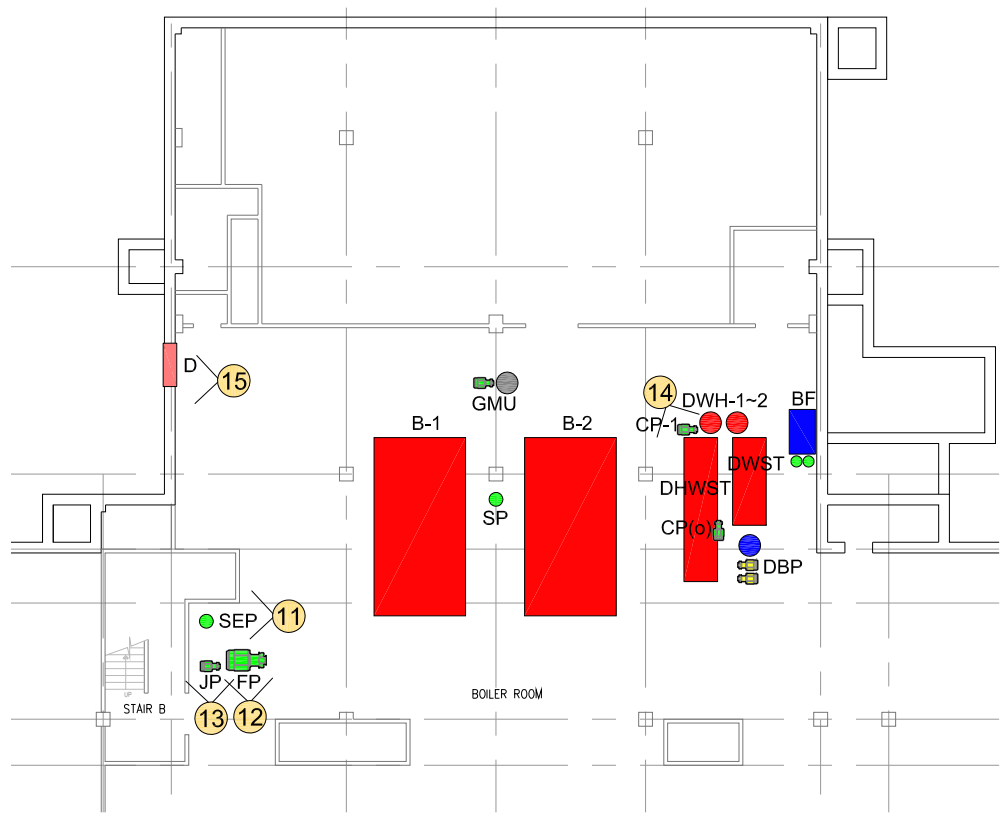 D
15
GMU
14
DWH-1~2
BF
B-1
B-2
CP-1
DWST
DHWST
SP
CP(o)
DBP
SEP
11
JP
FP
UP
STAIR B
13
12
BOILER ROOM